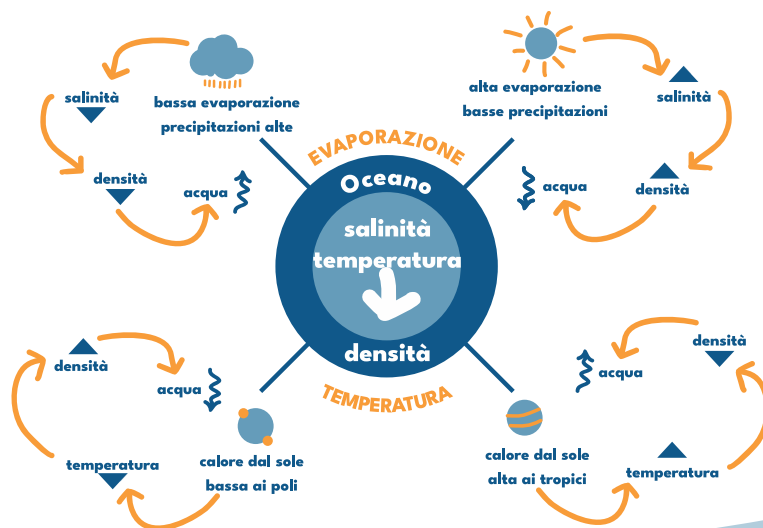 bassa evaporazione
precipitazioni alte
salinità
densità
acqua
alta evaporazione
basse precipitazioni
salinità
densità
acqua
EVAPORAZIONE
Oceano
salinità
temperatura
densità
TEMPERATURA
densità
acqua
temperatura
calore dal sole
bassa ai poli
densità
acqua
temperatura
calore dal sole
alta ai tropici